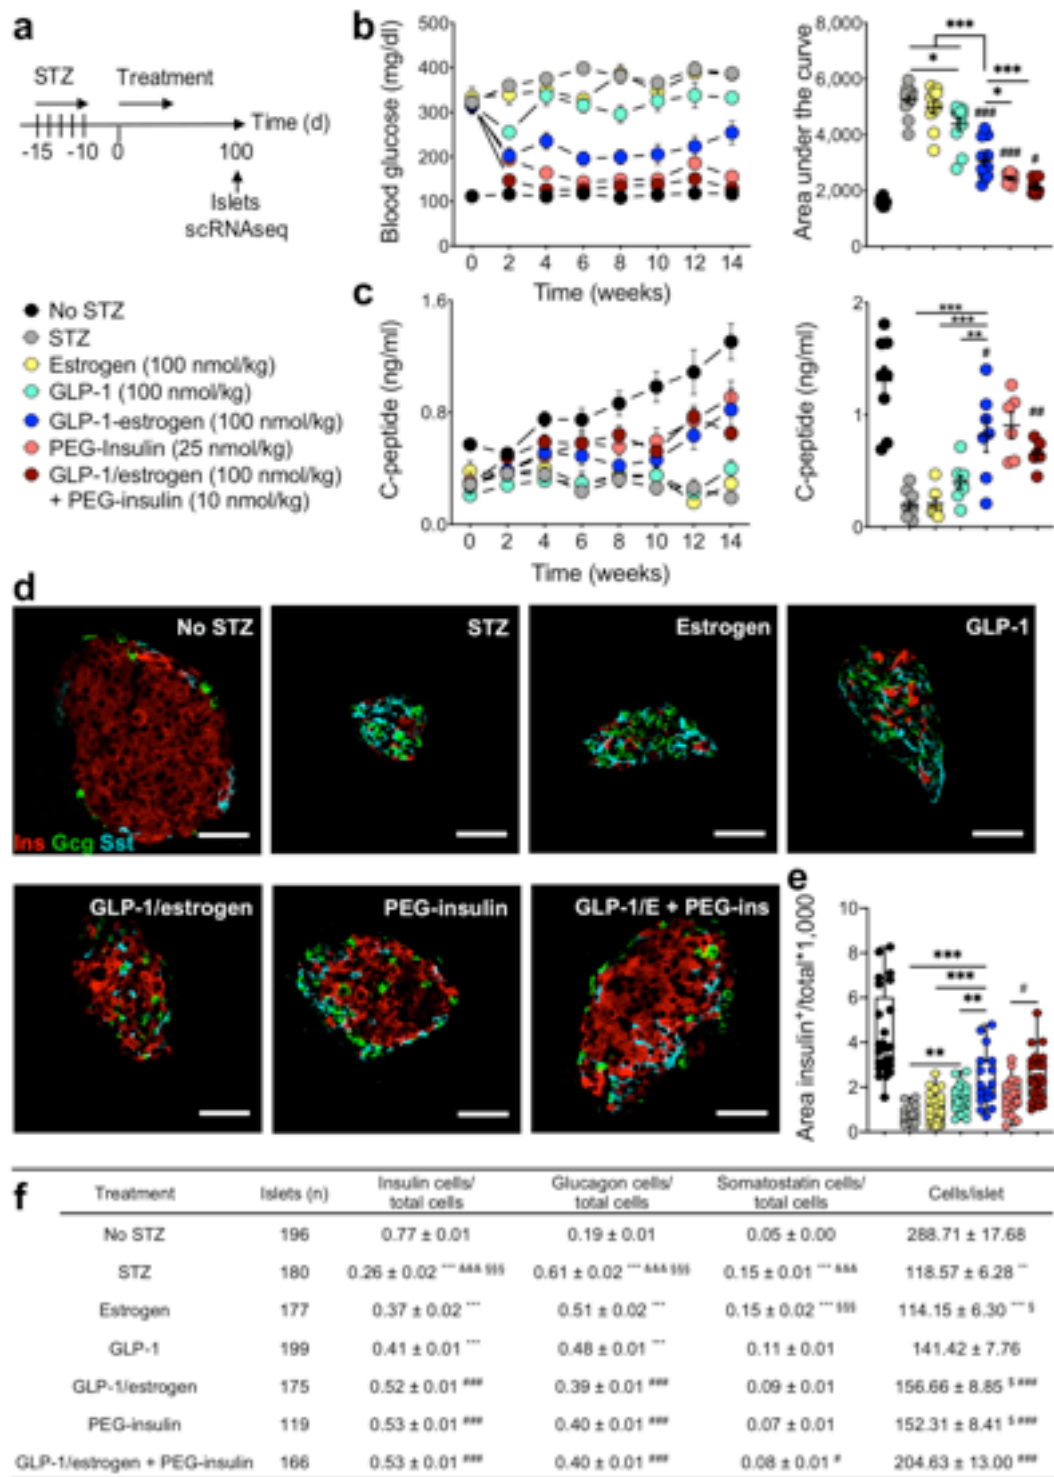 a
STZ Treatment
Time (d)
-15 -10 0 100
Islets
scRNAseq
No STZ
STZ
Estrogen (100 nmol/kg)
GLP-1 (100 nmol/kg)
GLP-1-estrogen (100 nmol/kg)
PEG-Insulin (25 nmol/kg)
GLP-1/estrogen (100 nmol/kg)
+ PEG-insulin (10 nmol/kg)
b
Blood glucose (mg/dl)
500
400
300
200
100
0
0 2 4 6 8 10 12 14
Time (weeks)
Area under the curve
8,000
6,000
4,000
2,000
0
***
*
***
*
###
###
#
c
C-peptide (ng/ml)
1.6
0.8
0.0
0 2 4 6 8 10 12 14
Time (weeks)
C-peptide (ng/ml)
2
1
0
***
***
**
#
##
d
No STZ
Ins Gcg Sst
STZ
Estrogen
GLP-1
GLP-1/estrogen
PEG-insulin
GLP-1/E + PEG-ins
e
Area insulin⁺/total*1,000
10
8
6
4
2
0
***
***
**
**
#
f
Treatment Islets (n) Insulin cells/ total cells Glucagon cells/ total cells Somatostatin cells/ total cells Cells/islet
No STZ 196 0.77 ± 0.01 0.19 ± 0.01 0.05 ± 0.00 288.71 ± 17.68
STZ 180 0.26 ± 0.02 *** &&& §§§ 0.61 ± 0.02 *** &&& §§§ 0.15 ± 0.01 *** &&& 118.57 ± 6.28
Estrogen 177 0.37 ± 0.02 *** 0.51 ± 0.02 *** 0.15 ± 0.02 *** §§§ 114.15 ± 6.30 *** §
GLP-1 199 0.41 ± 0.01 *** 0.48 ± 0.01 *** 0.11 ± 0.01 141.42 ± 7.76
GLP-1/estrogen 175 0.52 ± 0.01 ### 0.39 ± 0.01 ### 0.09 ± 0.01 156.66 ± 8.85 $ ###
PEG-insulin 119 0.53 ± 0.01 ### 0.40 ± 0.01 ### 0.07 ± 0.01 152.31 ± 8.41 $ ###
GLP-1/estrogen + PEG-insulin 166 0.53 ± 0.01 ### 0.40 ± 0.01 ### 0.08 ± 0.01 # 204.63 ± 13.00 ###